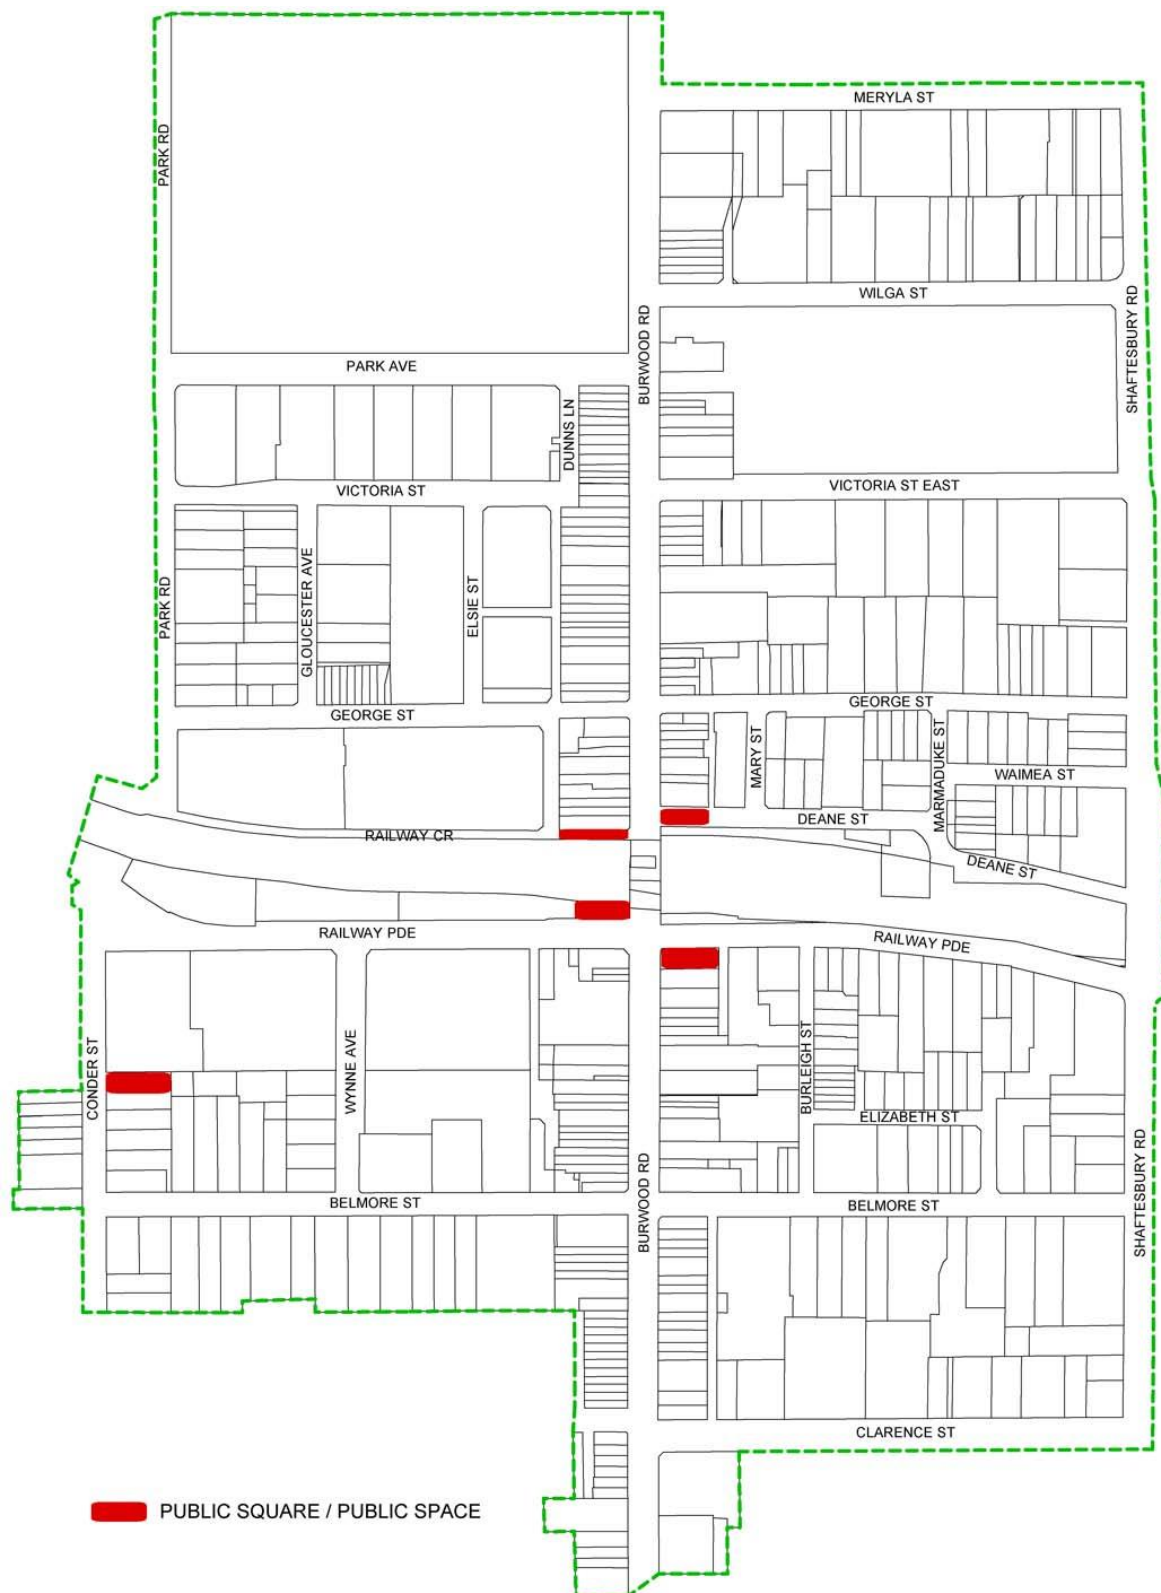 MERYLA ST
PARK RD
WILGA ST
BURWOOD RD
SHAFTESBURY RD
PARK AVE
DUNNS LN
VICTORIA ST
VICTORIA ST EAST
PARK RD
GLOUCESTER AVE
ELSIE ST
GEORGE ST
GEORGE ST
MARY ST
MARMADUKE ST
WAIMEA ST
DEANE ST
RAILWAY CR
DEANE ST
RAILWAY PDE
RAILWAY PDE
CONDER ST
WYNNE AVE
BURLEIGH ST
ELIZABETH ST
BURWOOD RD
SHAFTESBURY RD
BELMORE ST
BELMORE ST
CLARENCE ST
PUBLIC SQUARE / PUBLIC SPACE